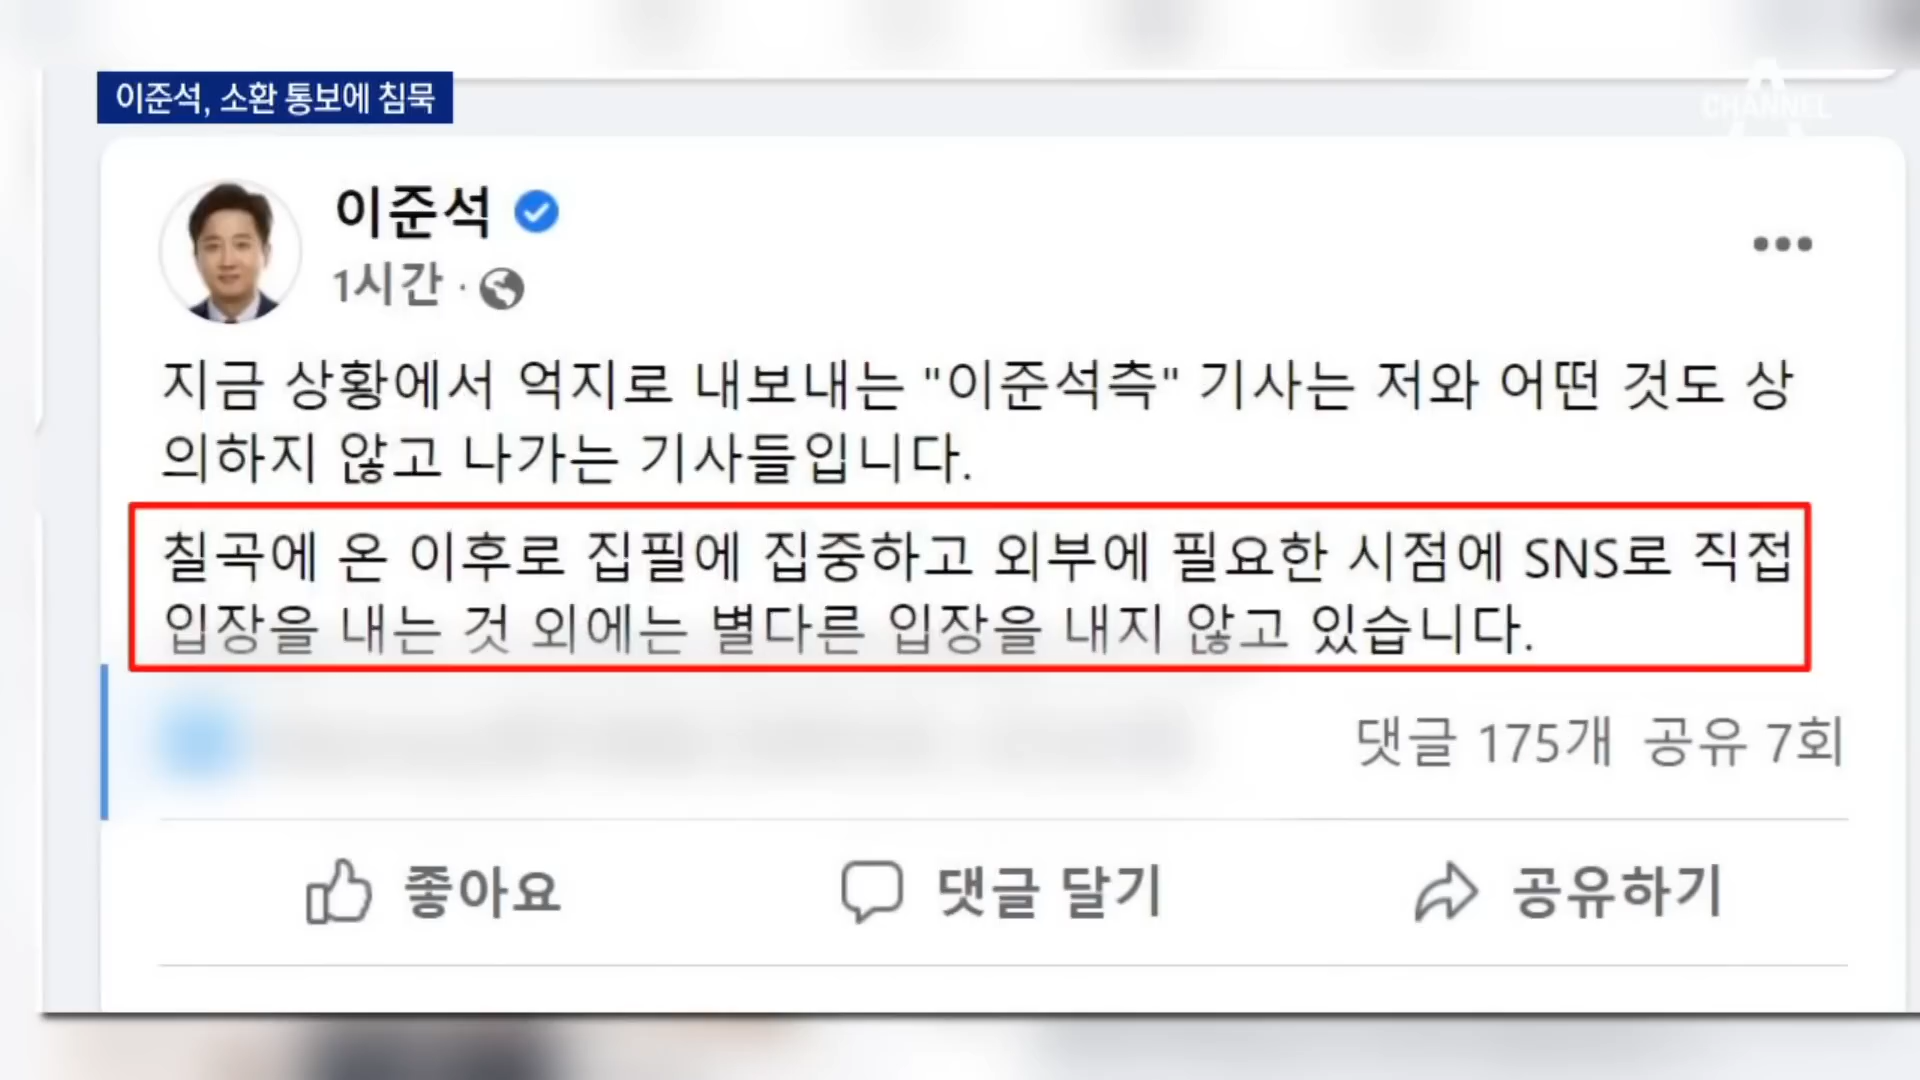 이준석, 소환 통보에 침묵
CHANNEL A
이준석
1시간 ·
지금 상황에서 억지로 내보내는 "이준석측" 기사는 저와 어떤 것도 상
의하지 않고 나가는 기사들입니다.
칠곡에 온 이후로 집필에 집중하고 외부에 필요한 시점에 SNS로 직접
입장을 내는 것 외에는 별다른 입장을 내지 않고 있습니다.
댓글 175개 공유 7회
좋아요 댓글 달기 공유하기